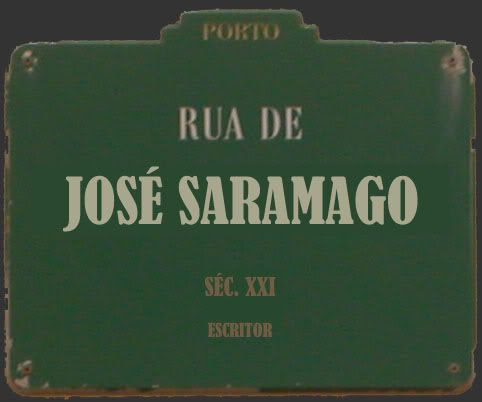 PORTO
RUA DE
JOSÉ SARAMAGO
SÉC. XXI
ESCRITOR